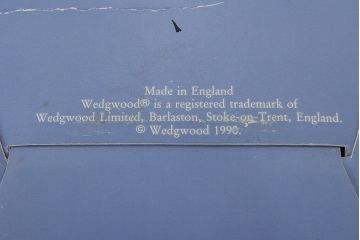 Made in England
Wedgwood® is a registered trademark of
Wedgwood Limited, Barlaston, Stoke-on-Trent, England.
© Wedgwood 1990.